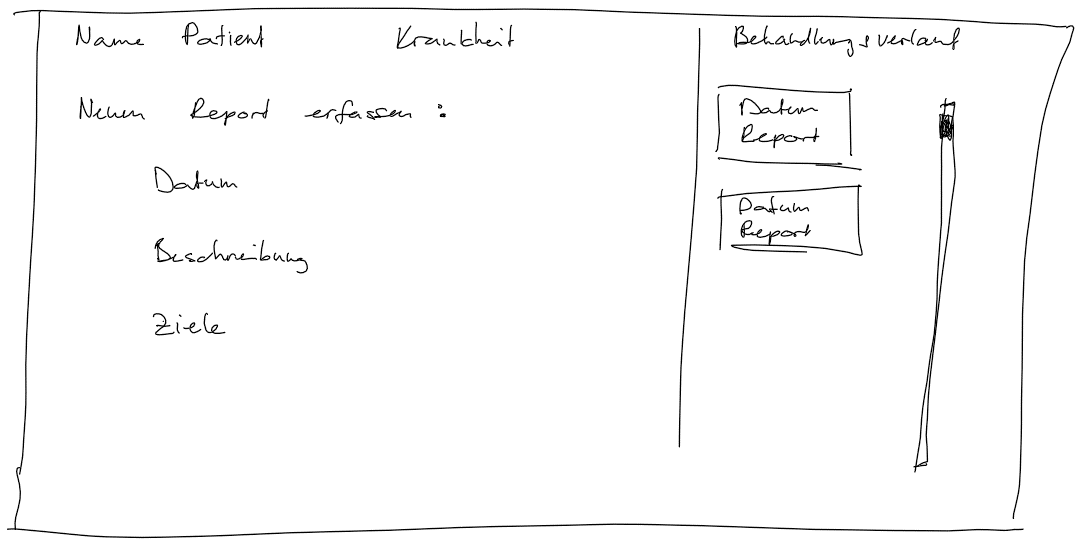 Name Patient Krankheit
Neuen Report erfassen :
Datum
Beschreibung
Ziele
Behandlungsverlauf
Datum
Report
Datum
Report